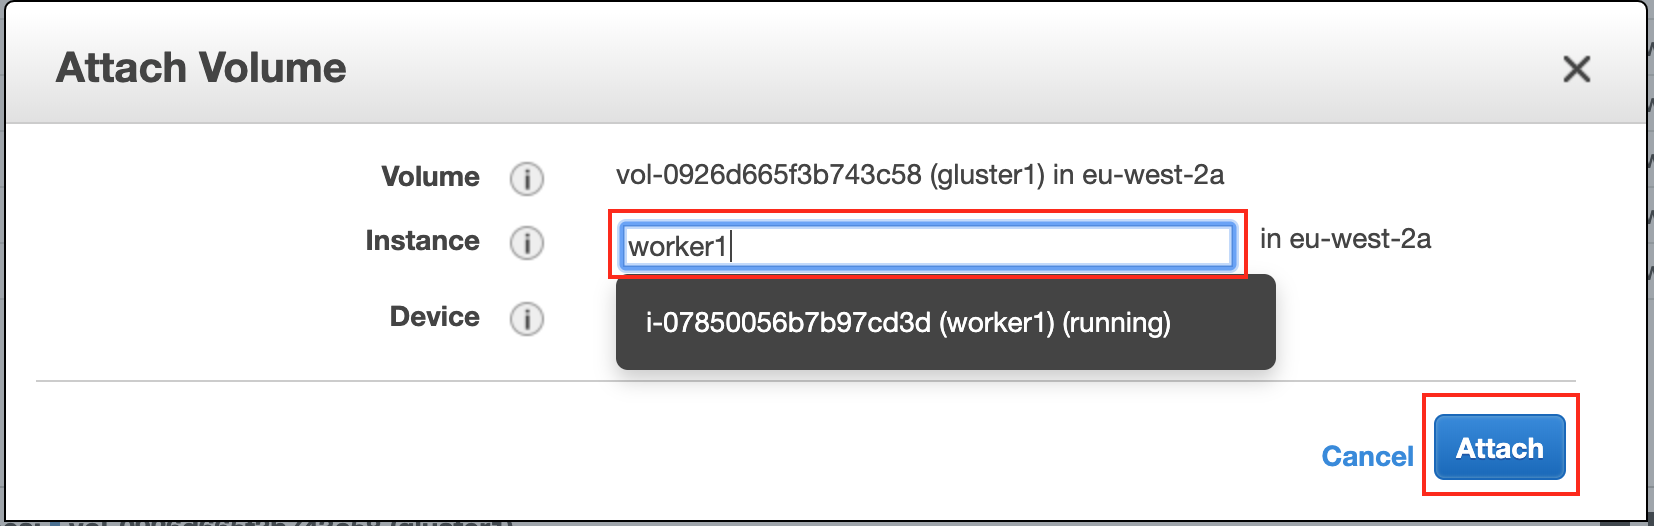 Attach Volume
Volume
vol-0926d665f3b743c58 (gluster1) in eu-west-2a
Instance
worker1
in eu-west-2a
i-07850056b7b97cd3d (worker1) (running)
Device
Cancel
Attach